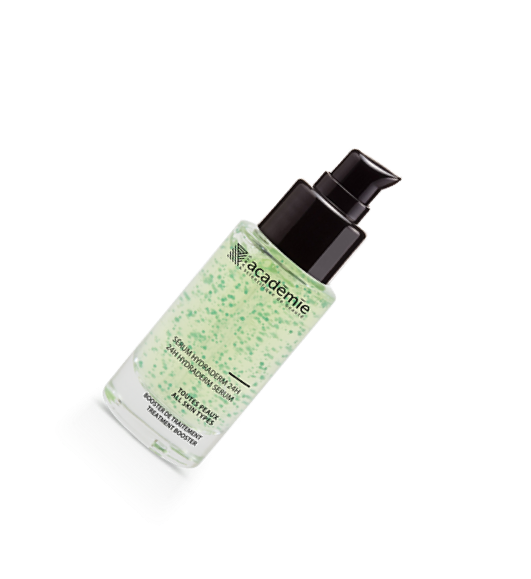 académie
SÉRUM HYDRADERM 24H
24H HYDRADERM SERUM
TOUTES PEAUX
ALL SKIN TYPES
BOOSTER DE TRAITEMENT
TREATMENT BOOSTER